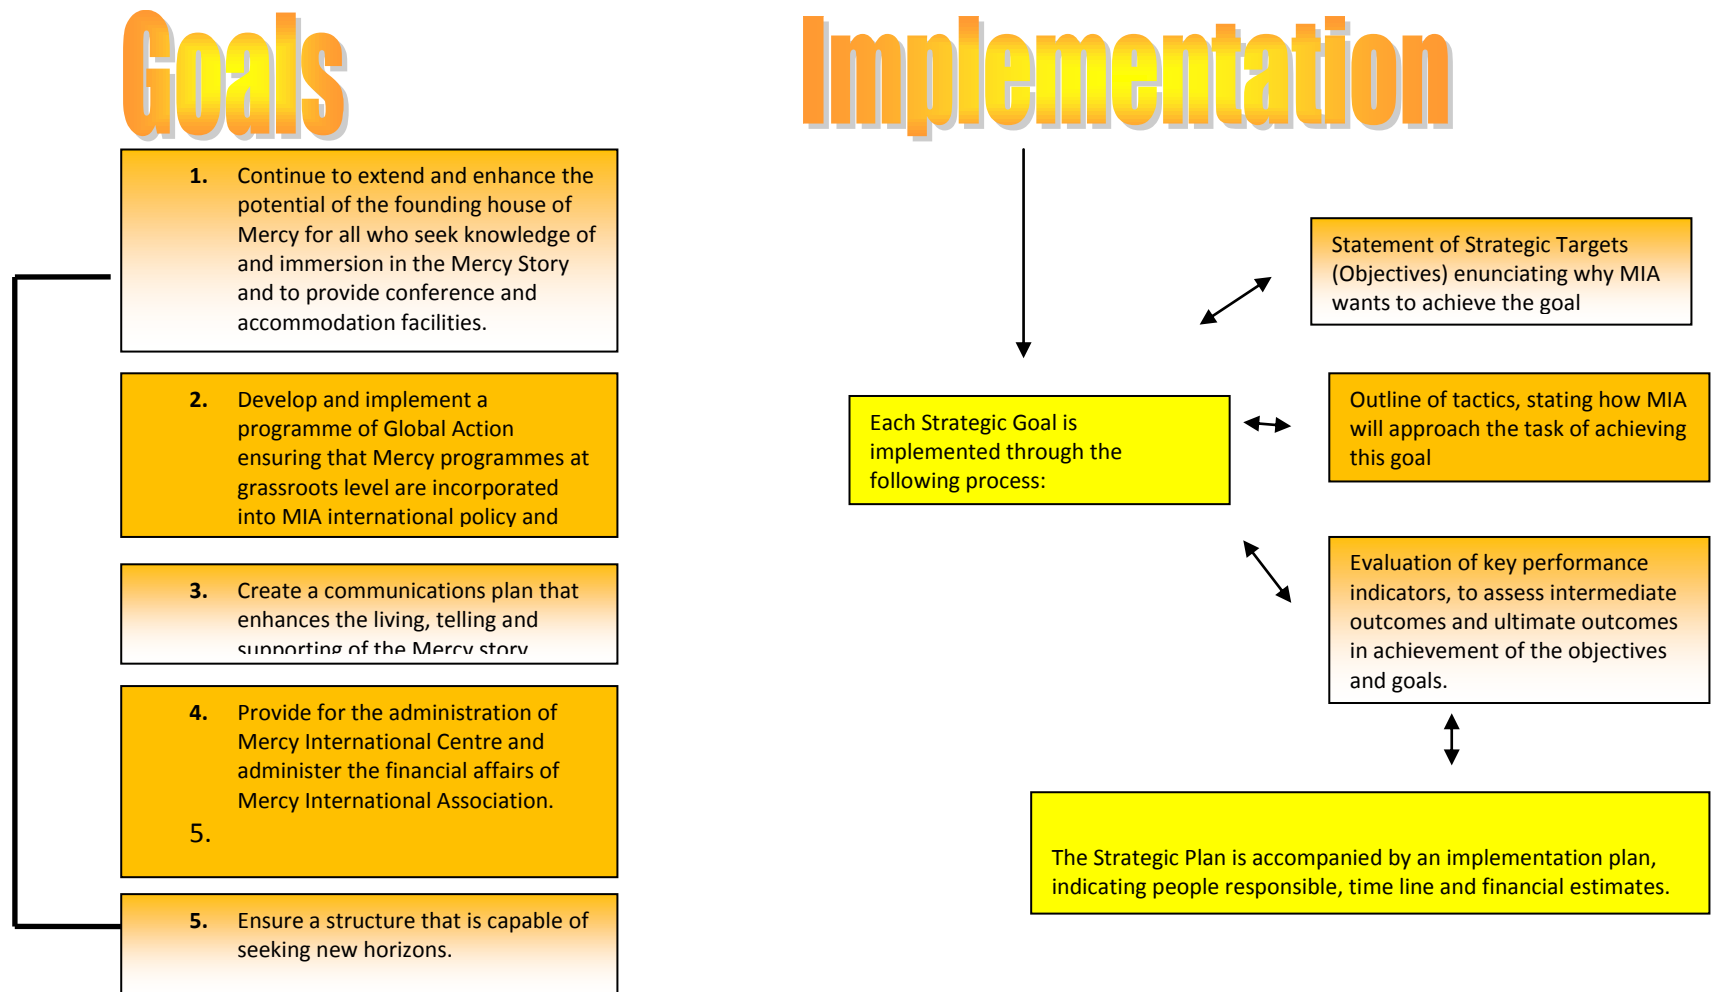 Goals
1. Continue to extend and enhance the
potential of the founding house of
Mercy for all who seek knowledge of
and immersion in the Mercy Story
and to provide conference and
accommodation facilities.
2. Develop and implement a
programme of Global Action
ensuring that Mercy programmes at
grassroots level are incorporated
into MIA international policy and
3. Create a communications plan that
enhances the living, telling and
supporting of the Mercy story
4. Provide for the administration of
Mercy International Centre and
administer the financial affairs of
Mercy International Association.
5.
5. Ensure a structure that is capable of
seeking new horizons.
Implementation
Each Strategic Goal is
implemented through the
following process:
Statement of Strategic Targets
(Objectives) enunciating why MIA
wants to achieve the goal
Outline of tactics, stating how MIA
will approach the task of achieving
this goal
Evaluation of key performance
indicators, to assess intermediate
outcomes and ultimate outcomes
in achievement of the objectives
and goals.
The Strategic Plan is accompanied by an implementation plan,
indicating people responsible, time line and financial estimates.